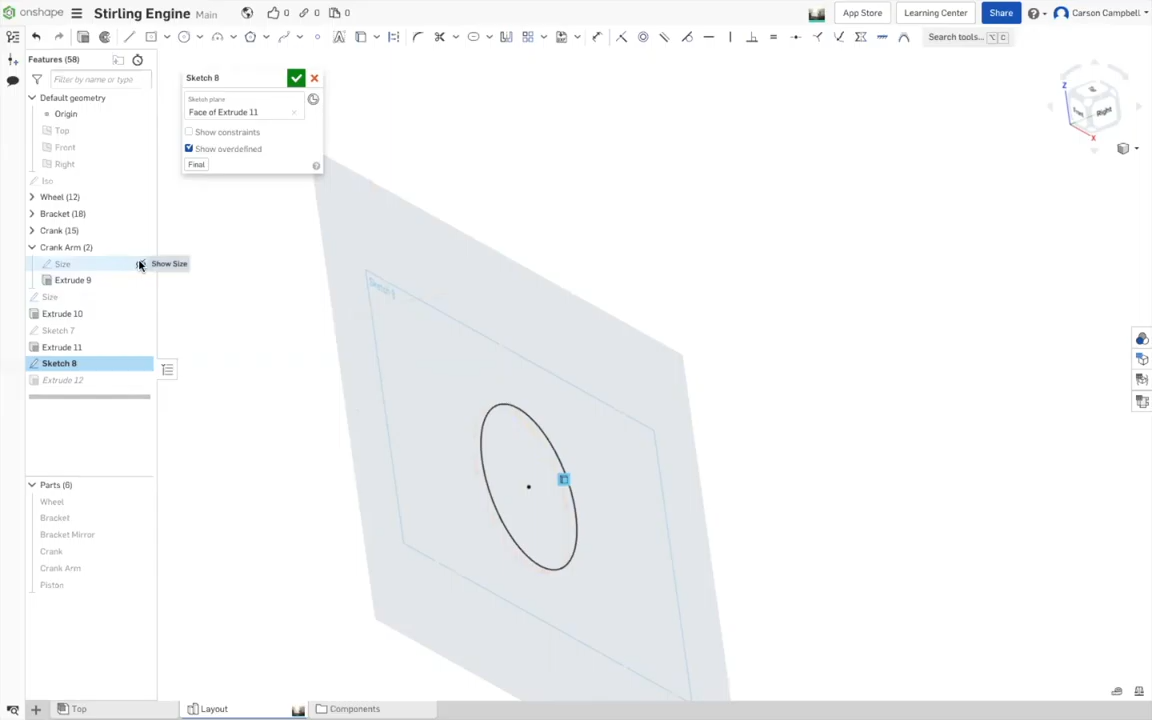 onshape Stirling Engine Main 0 0 0 App Store Learning Center Share Carson Campbell
Search tools... ⌥ C
Features (58)
Filter by name or type
Default geometry
Origin
Top
Front
Right
Iso
Wheel (12)
Bracket (18)
Crank (15)
Crank Arm (2)
Size
Extrude 9
Size
Extrude 10
Sketch 7
Extrude 11
Sketch 8
Extrude 12
Parts (6)
Wheel
Bracket
Bracket Mirror
Crank
Crank Arm
Piston
Sketch 8
Sketch plane
Face of Extrude 11
Show constraints
Show overdefined
Final
Show Size
Z
Right
X
Top Layout Components